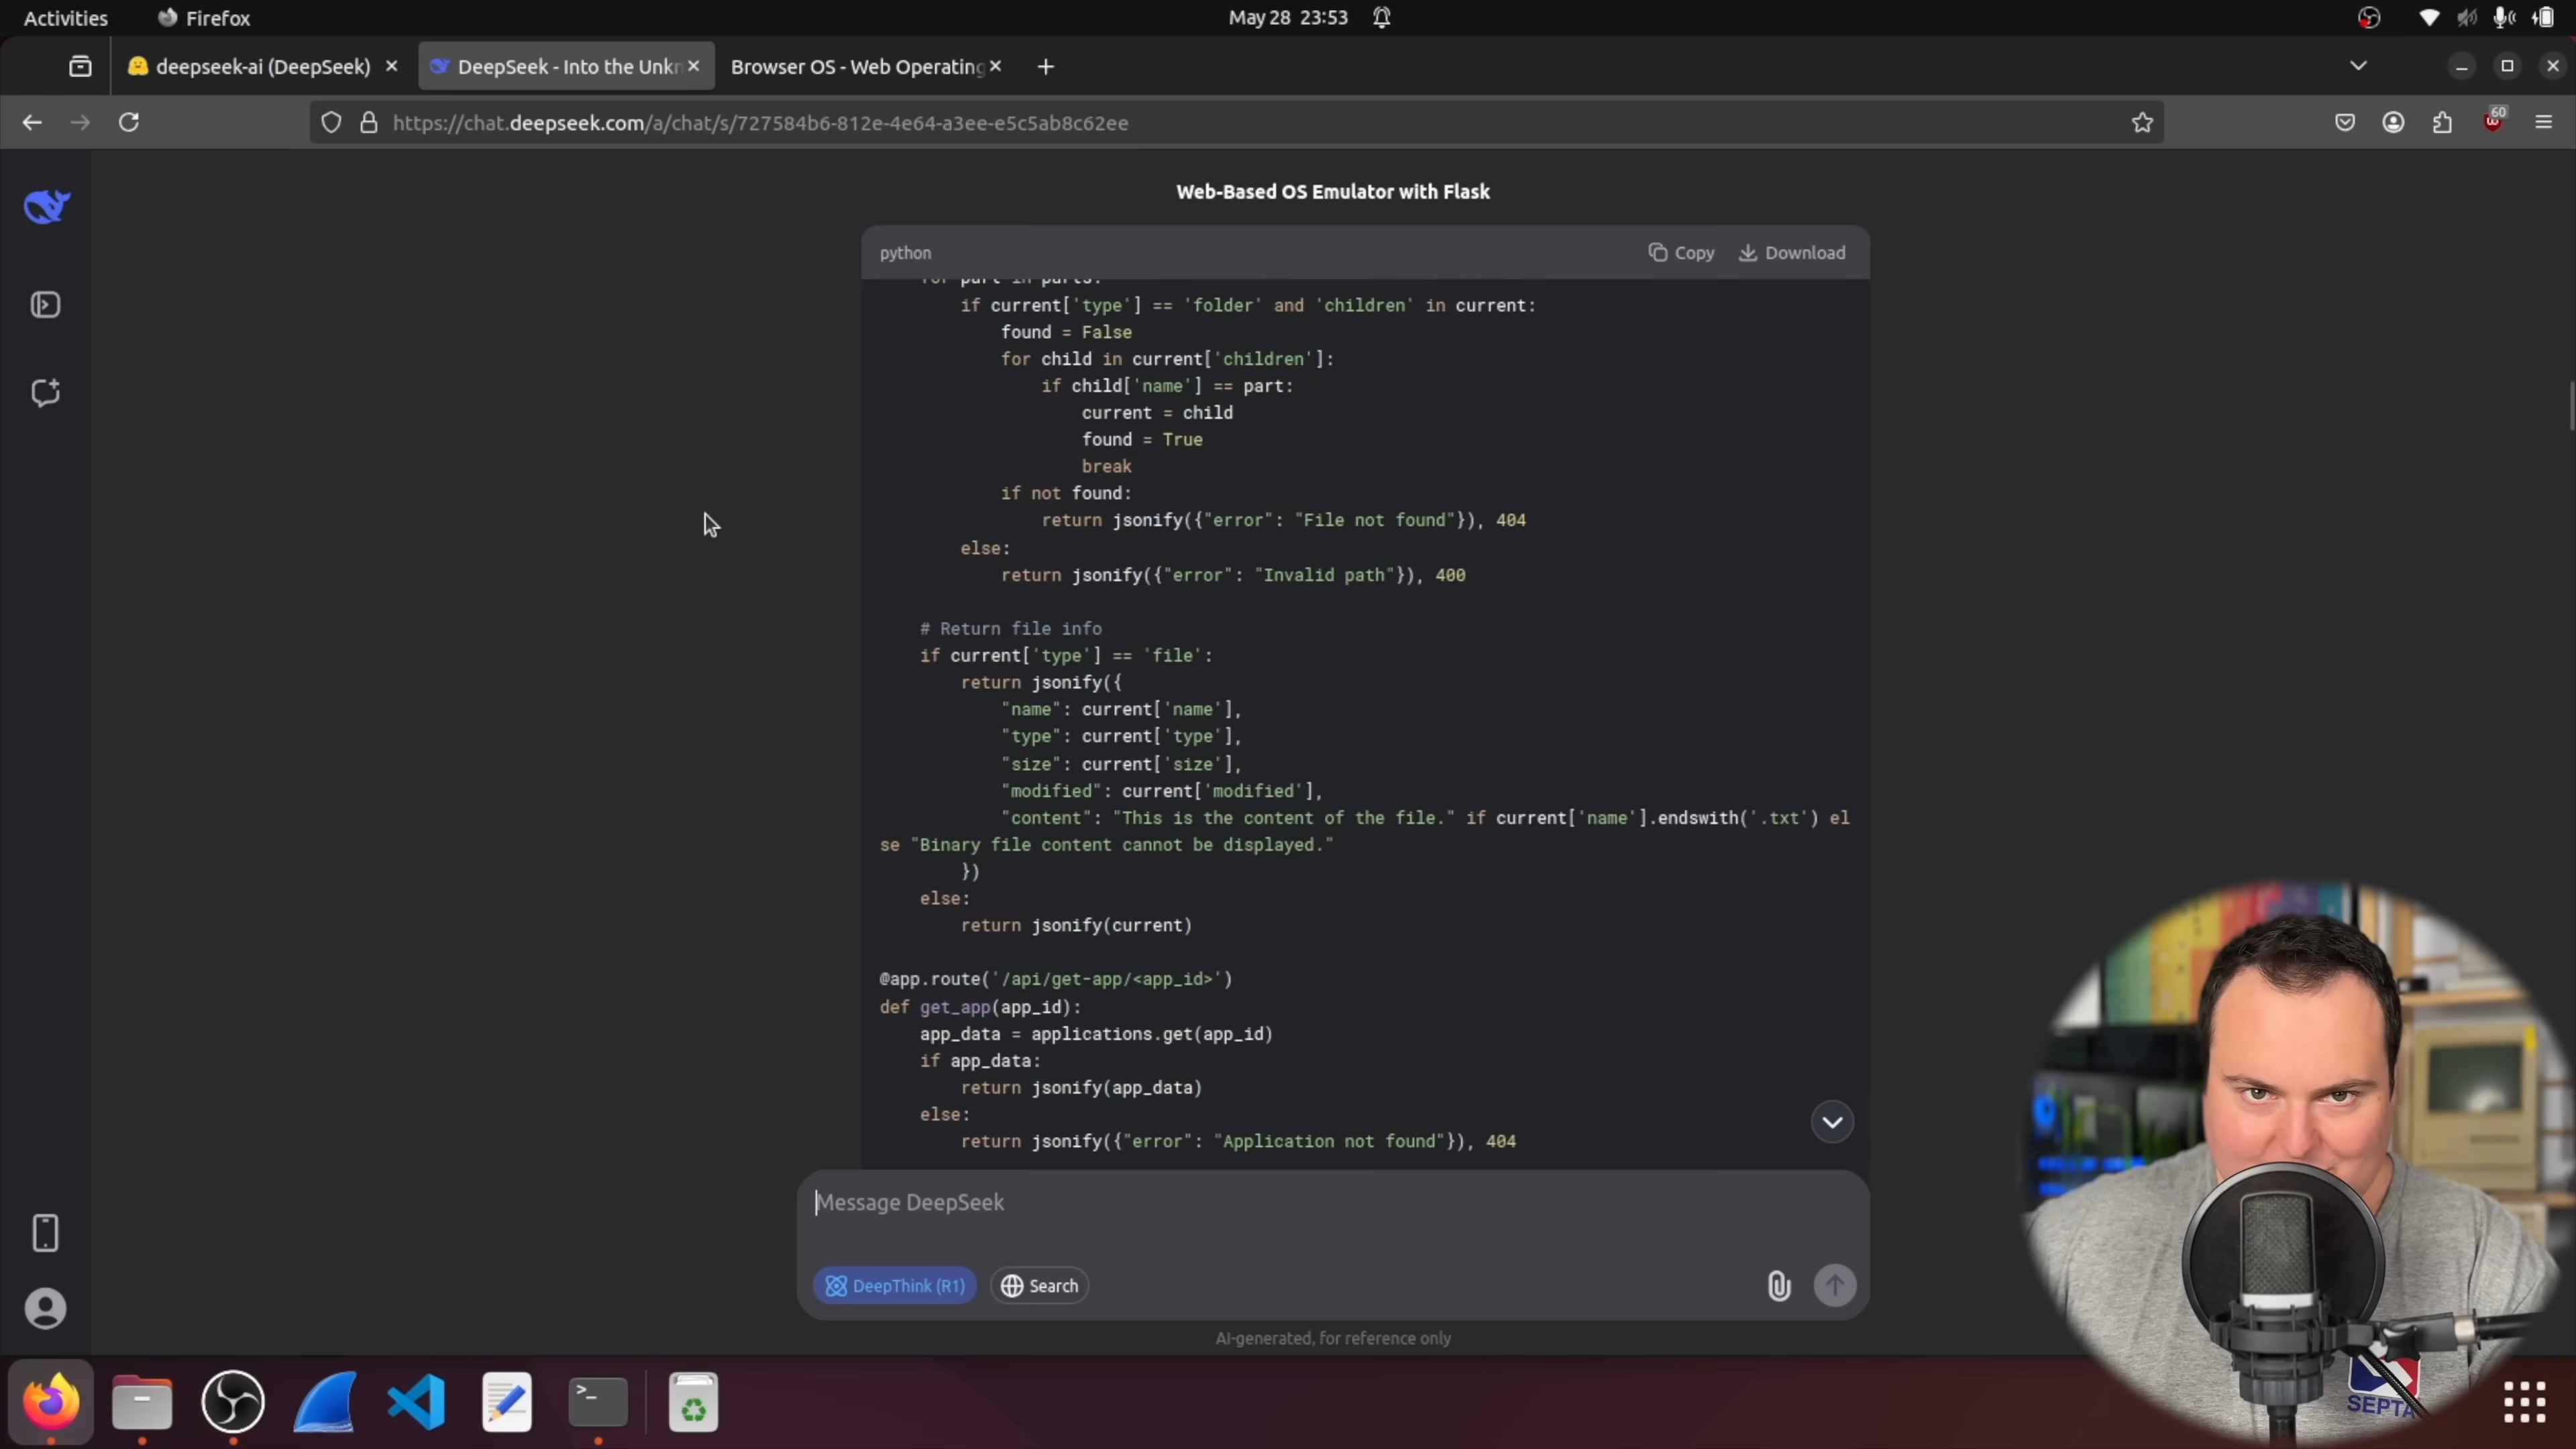 Activities
Firefox
May 28 23:53
deepseek-ai (DeepSeek)
DeepSeek - Into the Unkn
Browser OS - Web Operating
https://chat.deepseek.com/a/chat/s/727584b6-812e-4e64-a3ee-e5c5ab8c62ee
60
Web-Based OS Emulator with Flask
python
Copy
Download
for part in parts:
if current['type'] == 'folder' and 'children' in current:
found = False
for child in current['children']:
if child['name'] == part:
current = child
found = True
break
if not found:
return jsonify({"error": "File not found"}), 404
else:
return jsonify({"error": "Invalid path"}), 400
# Return file info
if current['type'] == 'file':
return jsonify({
"name": current['name'],
"type": current['type'],
"size": current['size'],
"modified": current['modified'],
"content": "This is the content of the file." if current['name'].endswith('.txt') el
se "Binary file content cannot be displayed."
})
else:
return jsonify(current)
@app.route('/api/get-app/<app_id>')
def get_app(app_id):
app_data = applications.get(app_id)
if app_data:
return jsonify(app_data)
else:
return jsonify({"error": "Application not found"}), 404
Message DeepSeek
DeepThink (R1)
Search
AI-generated, for reference only
SEPTA